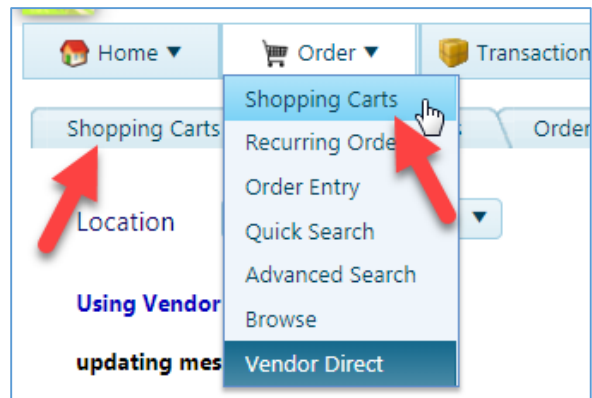 Home ▼ Order ▼ Transaction
Shopping Carts Order
Shopping Carts
Recurring Orde
Order Entry
Quick Search
Advanced Search
Browse
Vendor Direct
Location ▼
Using Vendor
updating mes